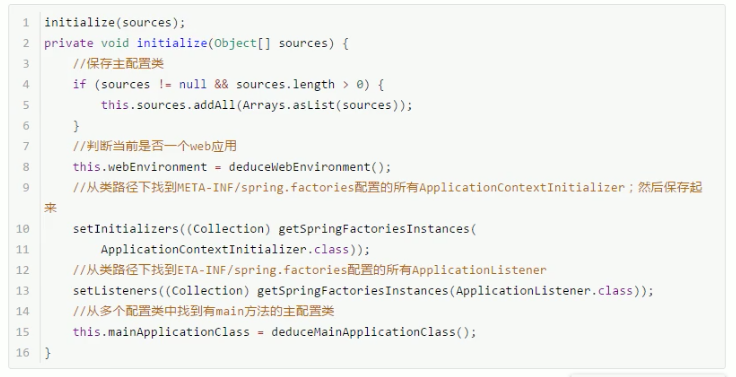 1 initialize(sources);
2 private void initialize(Object[] sources) {
3 //保存主配置类
4 if (sources != null && sources.length > 0) {
5 this.sources.addAll(Arrays.asList(sources));
6 }
7 //判断当前是否一个web应用
8 this.webEnvironment = deduceWebEnvironment();
9 //从类路径下找到META-INF/spring.factories配置的所有ApplicationContextInitializer；然后保存起
来
10 setInitializers((Collection) getSpringFactoriesInstances(
11 ApplicationContextInitializer.class));
12 //从类路径下找到ETA-INF/spring.factories配置的所有ApplicationListener
13 setListeners((Collection) getSpringFactoriesInstances(ApplicationListener.class));
14 //从多个配置类中找到有main方法的主配置类
15 this.mainApplicationClass = deduceMainApplicationClass();
16 }